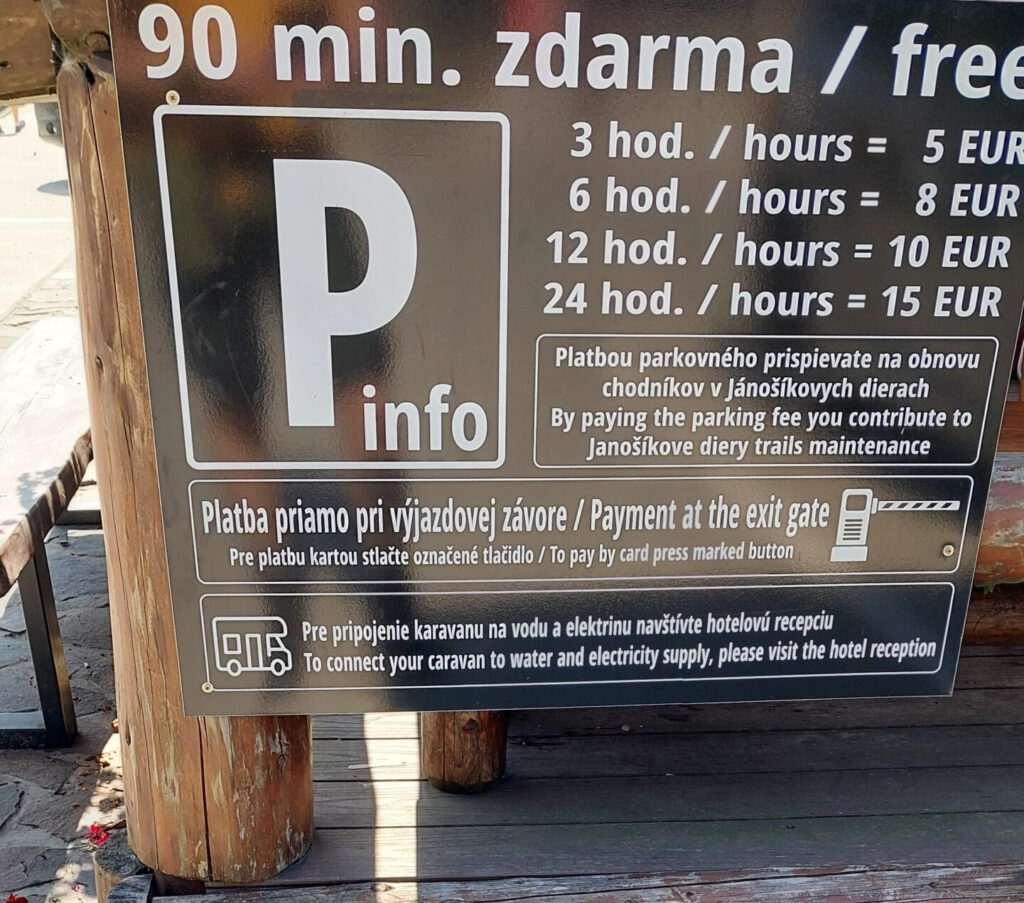 90 min. zdarma / free
P
info
3 hod. / hours = 5 EUR
6 hod. / hours = 8 EUR
12 hod. / hours = 10 EUR
24 hod. / hours = 15 EUR
Platbou parkovného prispievate na obnovu
chodníkov v Jánošíkovych dierach
By paying the parking fee you contribute to
Janošíkove diery trails maintenance
Platba priamo pri výjazdovej závore / Payment at the exit gate
Pre platbu kartou stlačte označené tlačidlo / To pay by card press marked button
Pre pripojenie karavanu na vodu a elektrinu navštívte hotelovú recepciu
To connect your caravan to water and electricity supply, please visit the hotel reception